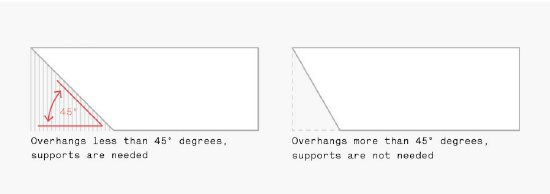 45°
Overhangs less than 45° degrees,
supports are needed
Overhangs more than 45° degrees,
supports are not needed